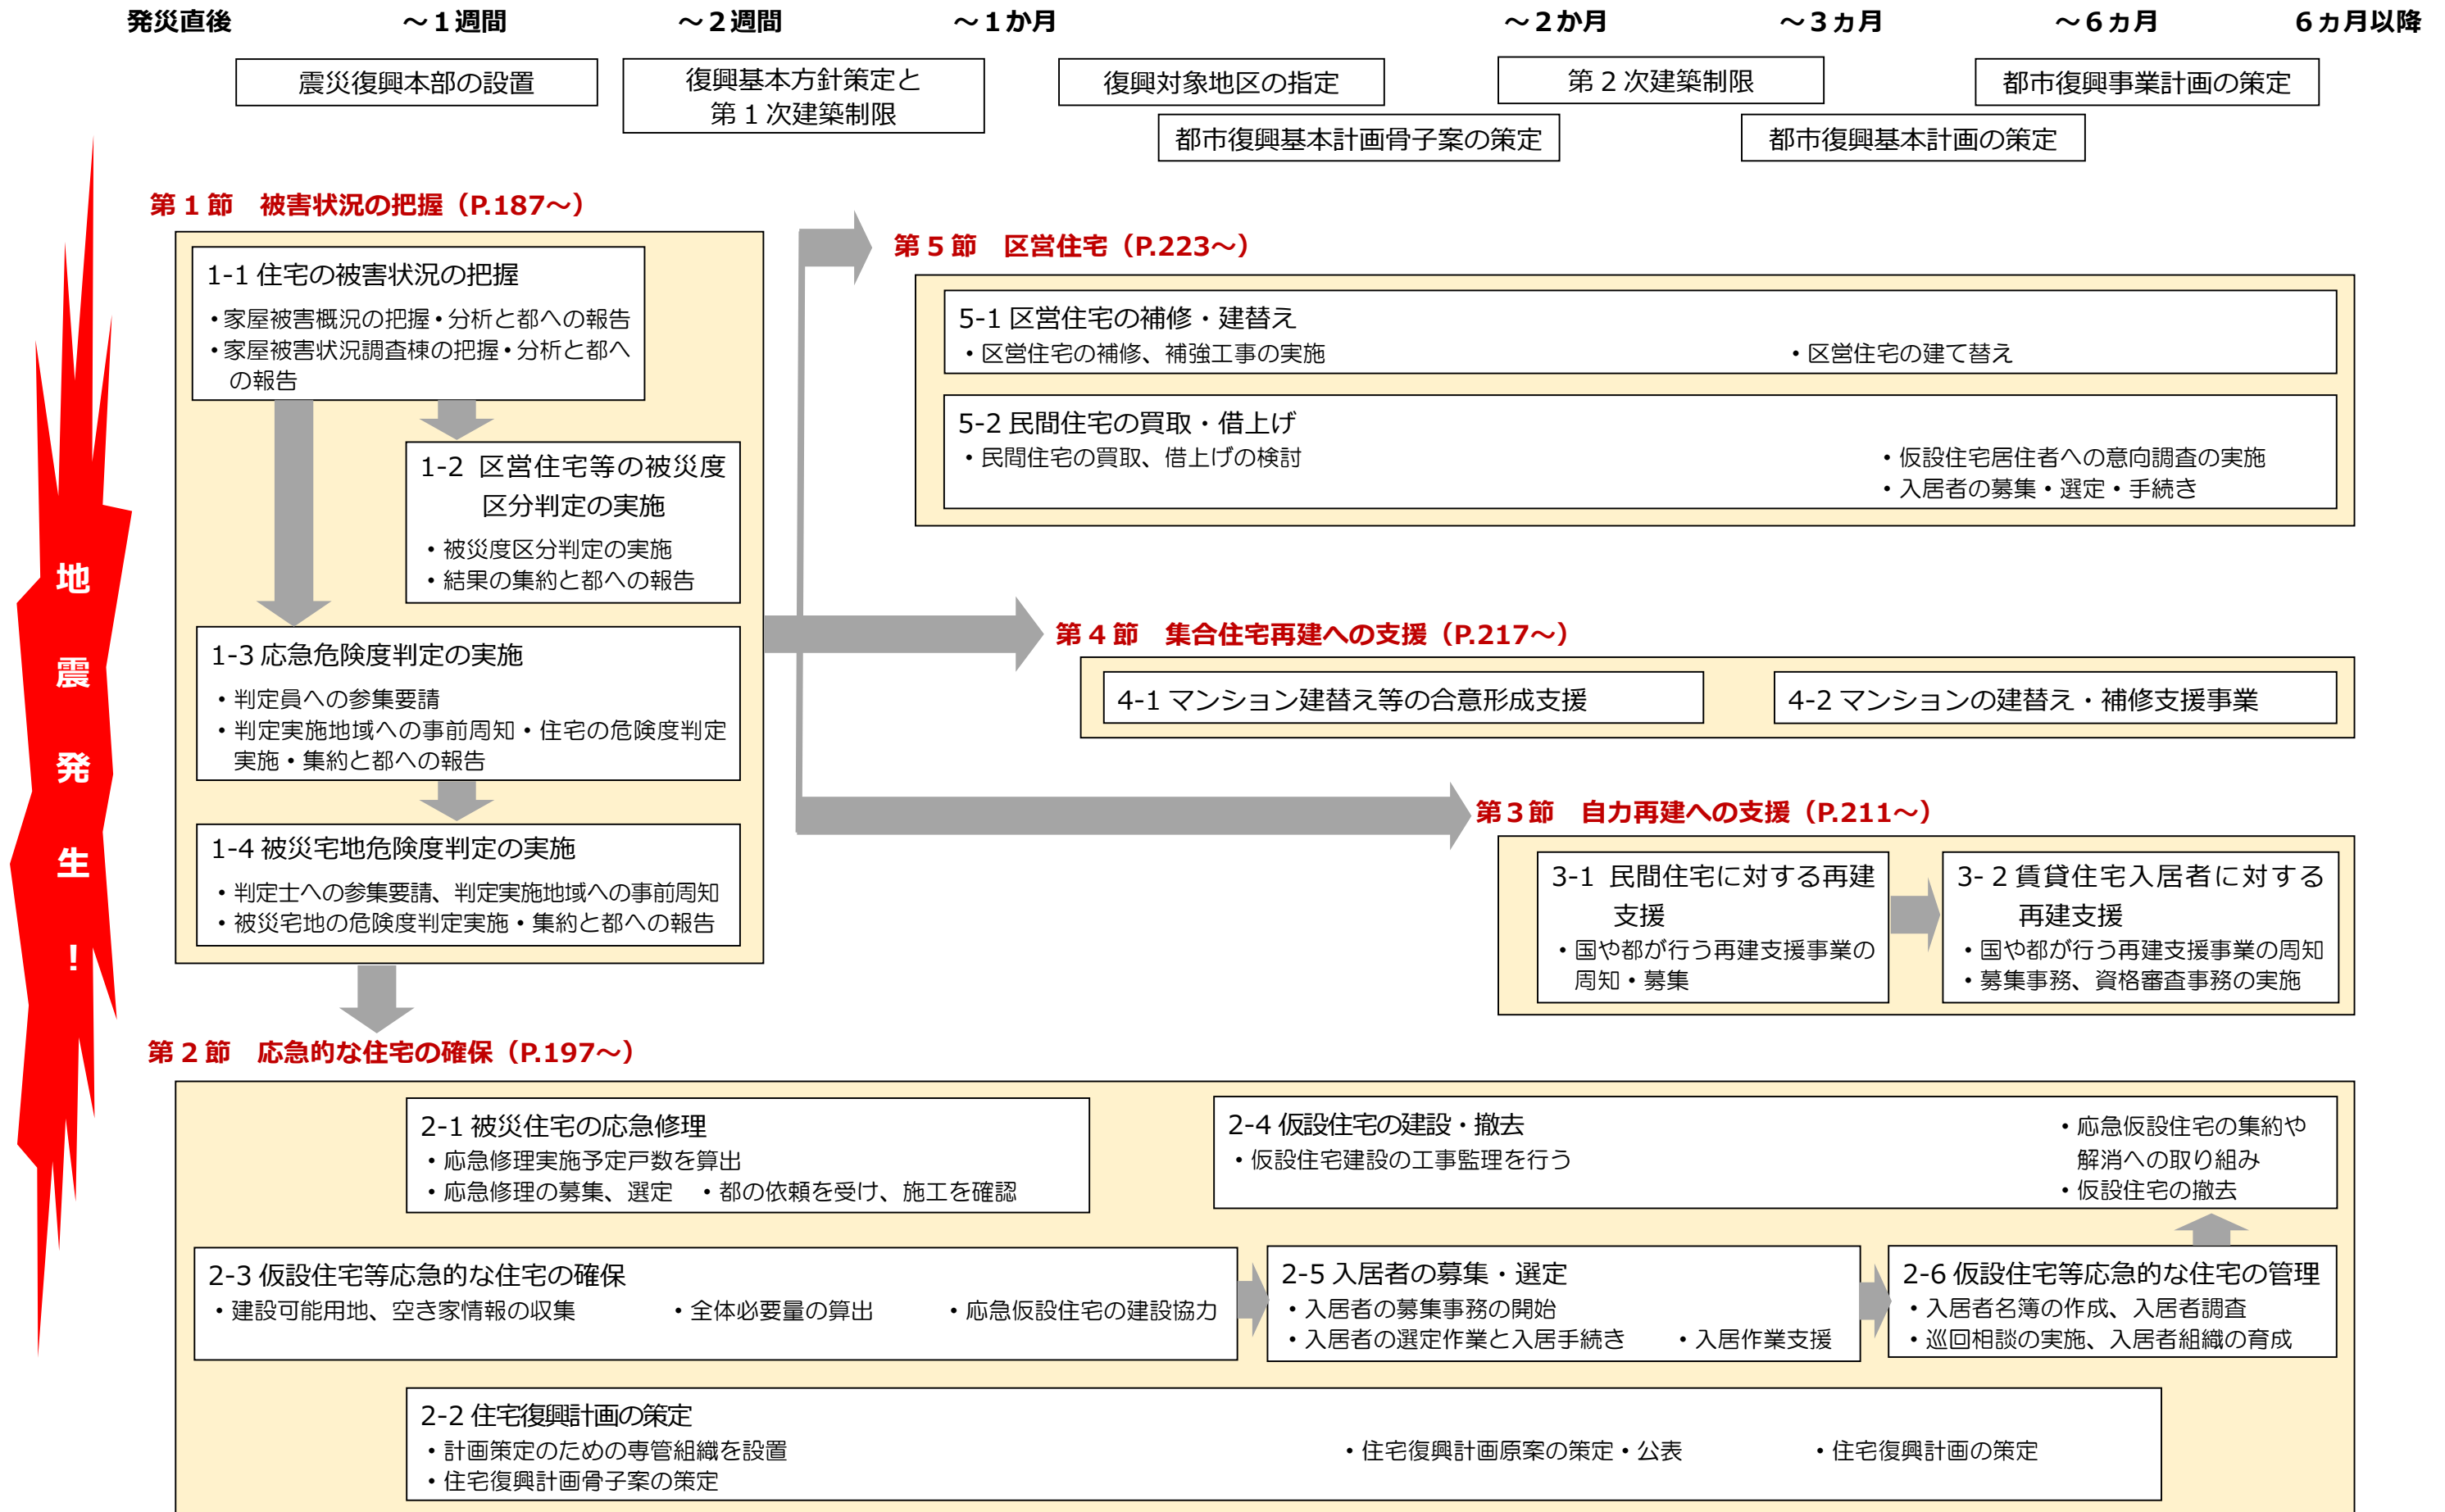 発災直後 ～1週間 ～2週間 ～1か月 ～2か月 ～3ヵ月 ～6ヵ月 6ヵ月以降
震災復興本部の設置
復興基本方針策定と
第1次建築制限
復興対象地区の指定
第2次建築制限
都市復興事業計画の策定
都市復興基本計画骨子案の策定
都市復興基本計画の策定
地震発生！
第1節 被害状況の把握（P.187～）
1-1 住宅の被害状況の把握
・家屋被害概況の把握・分析と都への報告
・家屋被害状況調査棟の把握・分析と都へ
の報告
1-2 区営住宅等の被災度
区分判定の実施
・被災度区分判定の実施
・結果の集約と都への報告
1-3 応急危険度判定の実施
・判定員への参集要請
・判定実施地域への事前周知・住宅の危険度判定
実施・集約と都への報告
1-4 被災宅地危険度判定の実施
・判定士への参集要請、判定実施地域への事前周知
・被災宅地の危険度判定実施・集約と都への報告
第5節 区営住宅（P.223～）
5-1 区営住宅の補修・建替え
・区営住宅の補修、補強工事の実施 ・区営住宅の建て替え
5-2 民間住宅の買取・借上げ
・民間住宅の買取、借上げの検討 ・仮設住宅居住者への意向調査の実施
・入居者の募集・選定・手続き
第4節 集合住宅再建への支援（P.217～）
4-1 マンション建替え等の合意形成支援
4-2 マンションの建替え・補修支援事業
第3節 自力再建への支援（P.211～）
3-1 民間住宅に対する再建
支援
・国や都が行う再建支援事業の
周知・募集
3-2 賃貸住宅入居者に対する
再建支援
・国や都が行う再建支援事業の周知
・募集事務、資格審査事務の実施
第2節 応急的な住宅の確保（P.197～）
2-1 被災住宅の応急修理
・応急修理実施予定戸数を算出
・応急修理の募集、選定 ・都の依頼を受け、施工を確認
2-4 仮設住宅の建設・撤去
・仮設住宅建設の工事監理を行う
・応急仮設住宅の集約や
解消への取り組み
・仮設住宅の撤去
2-3 仮設住宅等応急的な住宅の確保
・建設可能用地、空き家情報の収集 ・全体必要量の算出 ・応急仮設住宅の建設協力
2-5 入居者の募集・選定
・入居者の募集事務の開始
・入居者の選定作業と入居手続き ・入居作業支援
2-6 仮設住宅等応急的な住宅の管理
・入居者名簿の作成、入居者調査
・巡回相談の実施、入居者組織の育成
2-2 住宅復興計画の策定
・計画策定のための専管組織を設置 ・住宅復興計画原案の策定・公表 ・住宅復興計画の策定
・住宅復興計画骨子案の策定